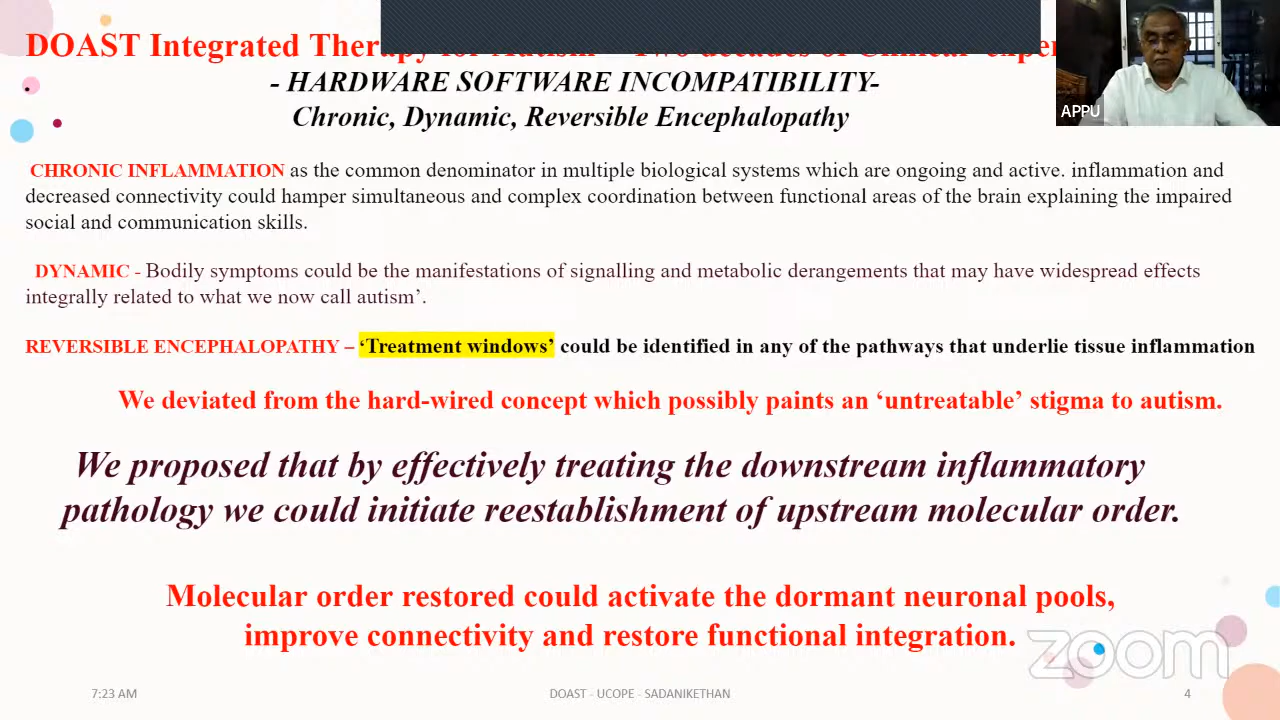 DOAST Integrated Therapy for Autism - Two decades of Clinical
- HARDWARE SOFTWARE INCOMPATIBILITY-
Chronic, Dynamic, Reversible Encephalopathy
APPU
CHRONIC INFLAMMATION as the common denominator in multiple biological systems which are ongoing and active. inflammation and
decreased connectivity could hamper simultaneous and complex coordination between functional areas of the brain explaining the impaired
social and communication skills.
DYNAMIC - Bodily symptoms could be the manifestations of signalling and metabolic derangements that may have widespread effects
integrally related to what we now call autism’.
REVERSIBLE ENCEPHALOPATHY – ‘Treatment windows’ could be identified in any of the pathways that underlie tissue inflammation
We deviated from the hard-wired concept which possibly paints an ‘untreatable’ stigma to autism.
We proposed that by effectively treating the downstream inflammatory
pathology we could initiate reestablishment of upstream molecular order.
Molecular order restored could activate the dormant neuronal pools,
improve connectivity and restore functional integration.
zoom
7:23 AM
DOAST - UCOPE - SADANIKETHAN
4